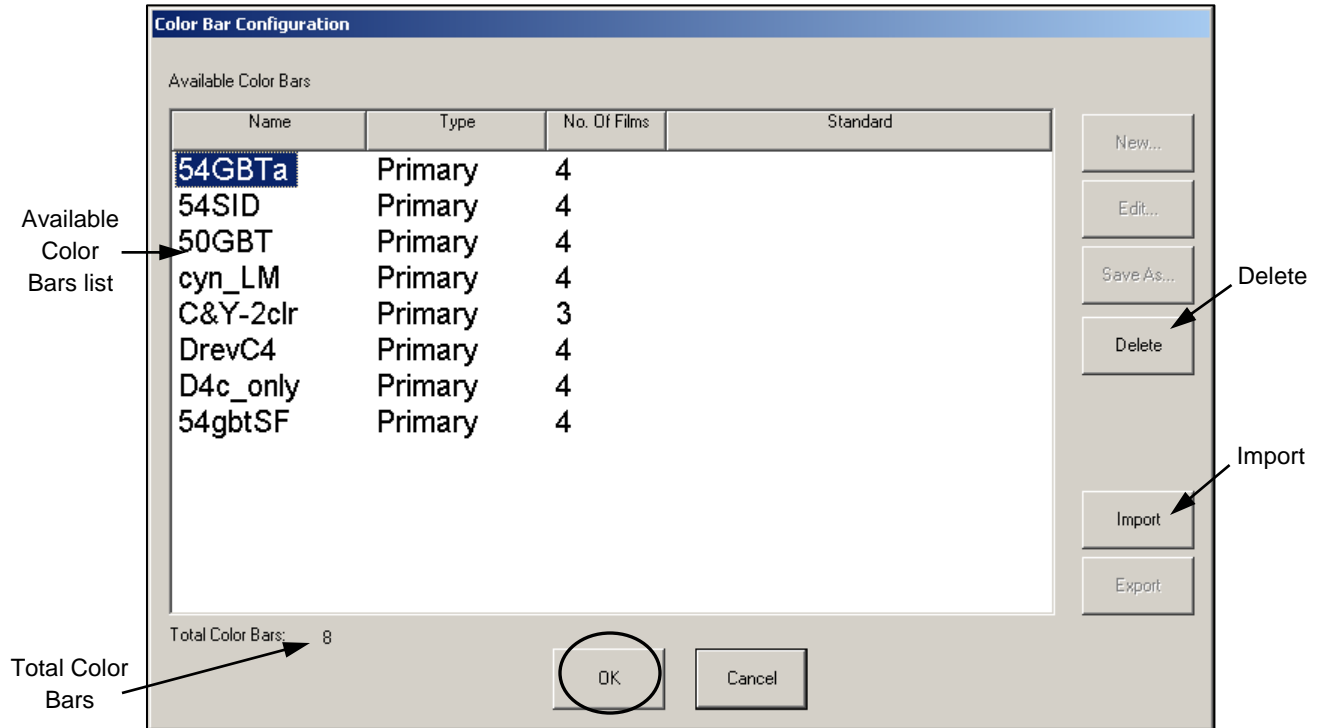 Color Bar Configuration
Available Color Bars
Name Type No. Of Films Standard
54GBTa Primary 4
54SID Primary 4
50GBT Primary 4
cyn_LM Primary 4
C&Y-2clr Primary 3
DrevC4 Primary 4
D4c_only Primary 4
54gbtSF Primary 4
New...
Edit...
Save As...
Delete
Import
Export
Total Color Bars: 8
OK Cancel
Available
Color
Bars list
Delete
Import
Total Color
Bars